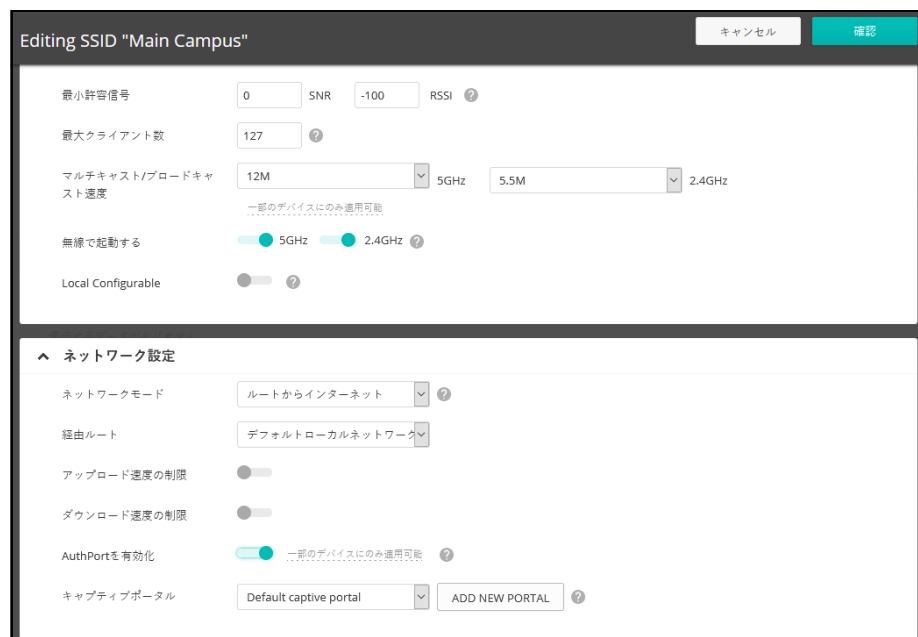 Editing SSID "Main Campus"
キャンセル
確認
最小許容信号
0 SNR -100 RSSI ?
最大クライアント数
127 ?
マルチキャスト/ブロードキャ
スト速度
12M 5GHz 5.5M 2.4GHz
一部のデバイスにのみ適用可能
無線で起動する
5GHz 2.4GHz ?
Local Configurable
?
ネットワーク設定
ネットワークモード
ルートからインターネット ?
経由ルート
デフォルトローカルネットワーク
アップロード速度の制限
ダウンロード速度の制限
AuthPortを有効化
一部のデバイスにのみ適用可能 ?
キャプティブポータル
Default captive portal ADD NEW PORTAL ?